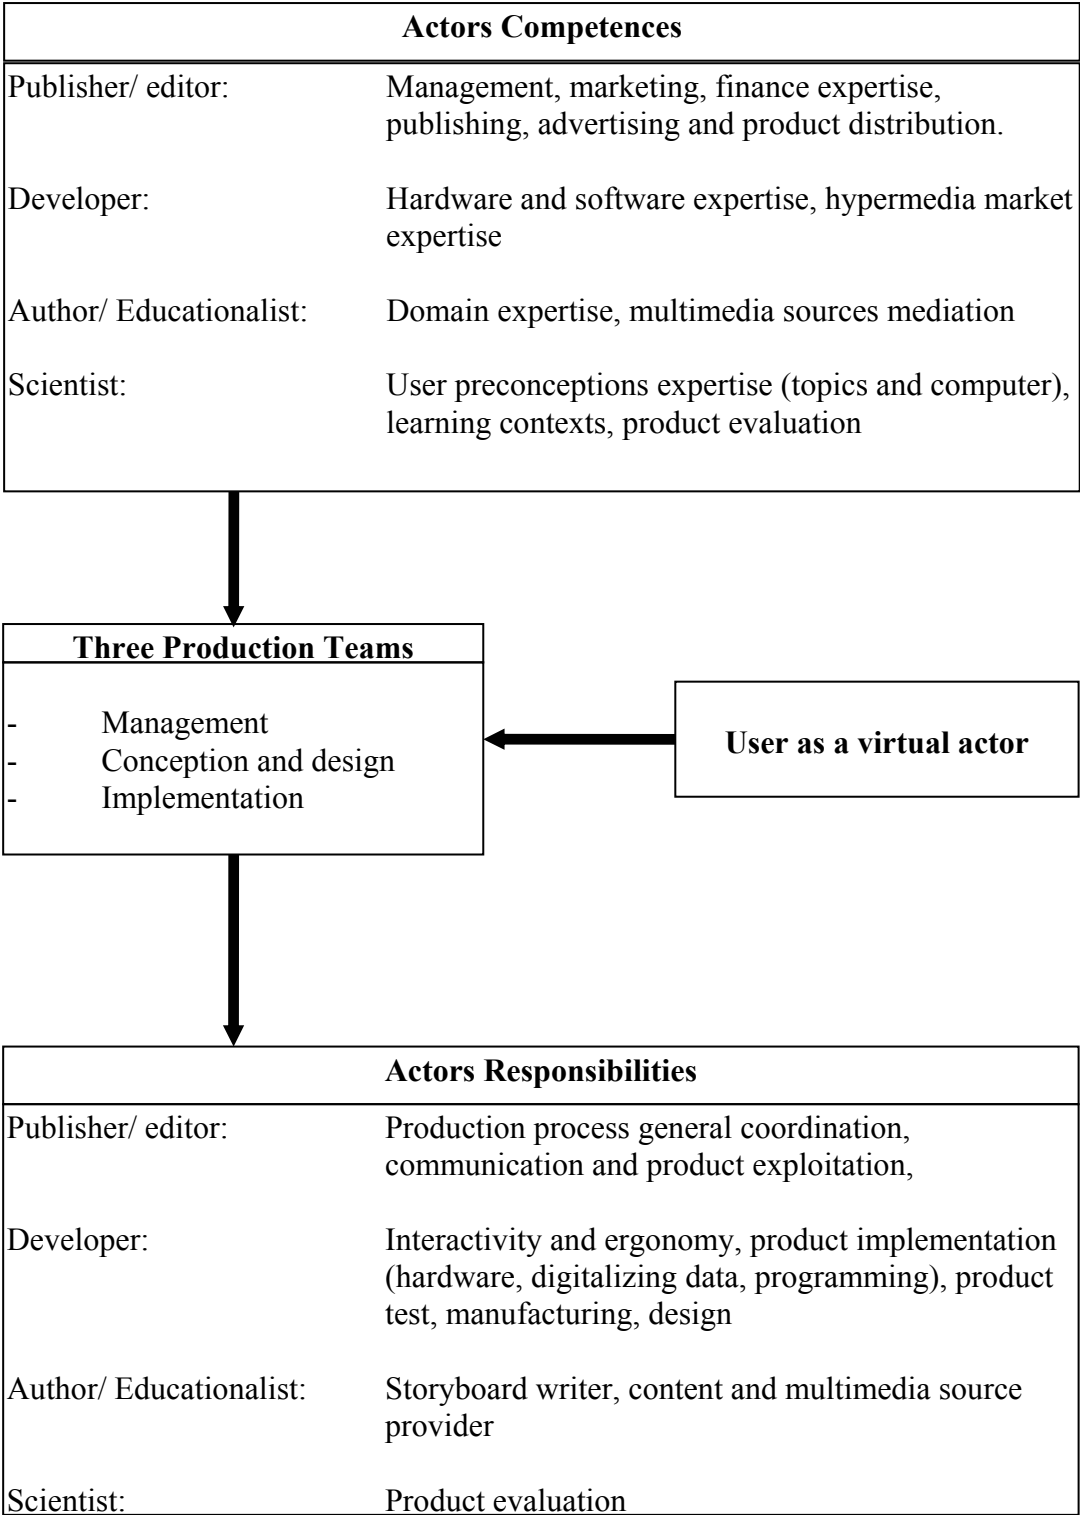 Actors Competences
Publisher/ editor: Management, marketing, finance expertise,
publishing, advertising and product distribution.
Developer: Hardware and software expertise, hypermedia market
expertise
Author/ Educationalist: Domain expertise, multimedia sources mediation
Scientist: User preconceptions expertise (topics and computer),
learning contexts, product evaluation
Three Production Teams
- Management
- Conception and design
- Implementation
User as a virtual actor
Actors Responsibilities
Publisher/ editor: Production process general coordination,
communication and product exploitation,
Developer: Interactivity and ergonomy, product implementation
(hardware, digitalizing data, programming), product
test, manufacturing, design
Author/ Educationalist: Storyboard writer, content and multimedia source
provider
Scientist: Product evaluation